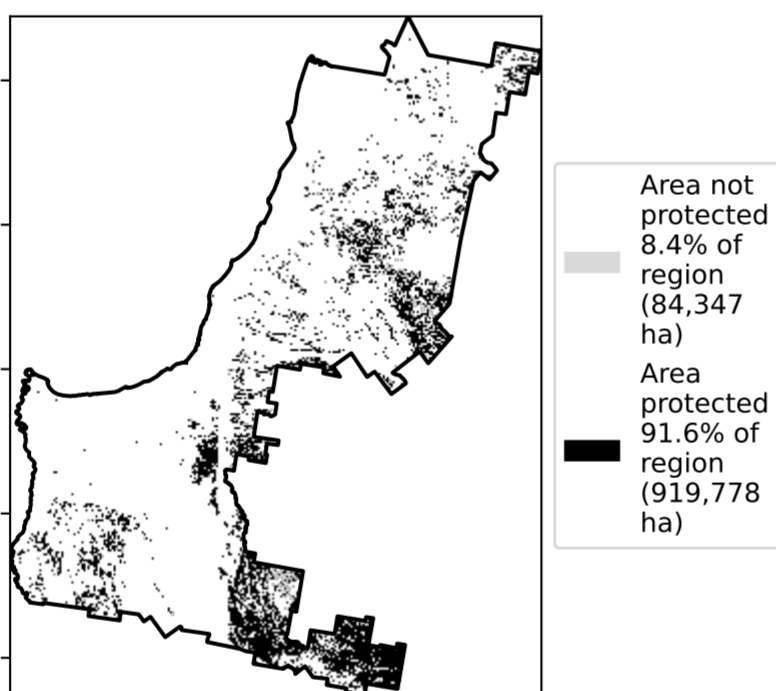 Area not
protected
8.4% of
region
(84,347
ha)
Area
protected
91.6% of
region
(919,778
ha)